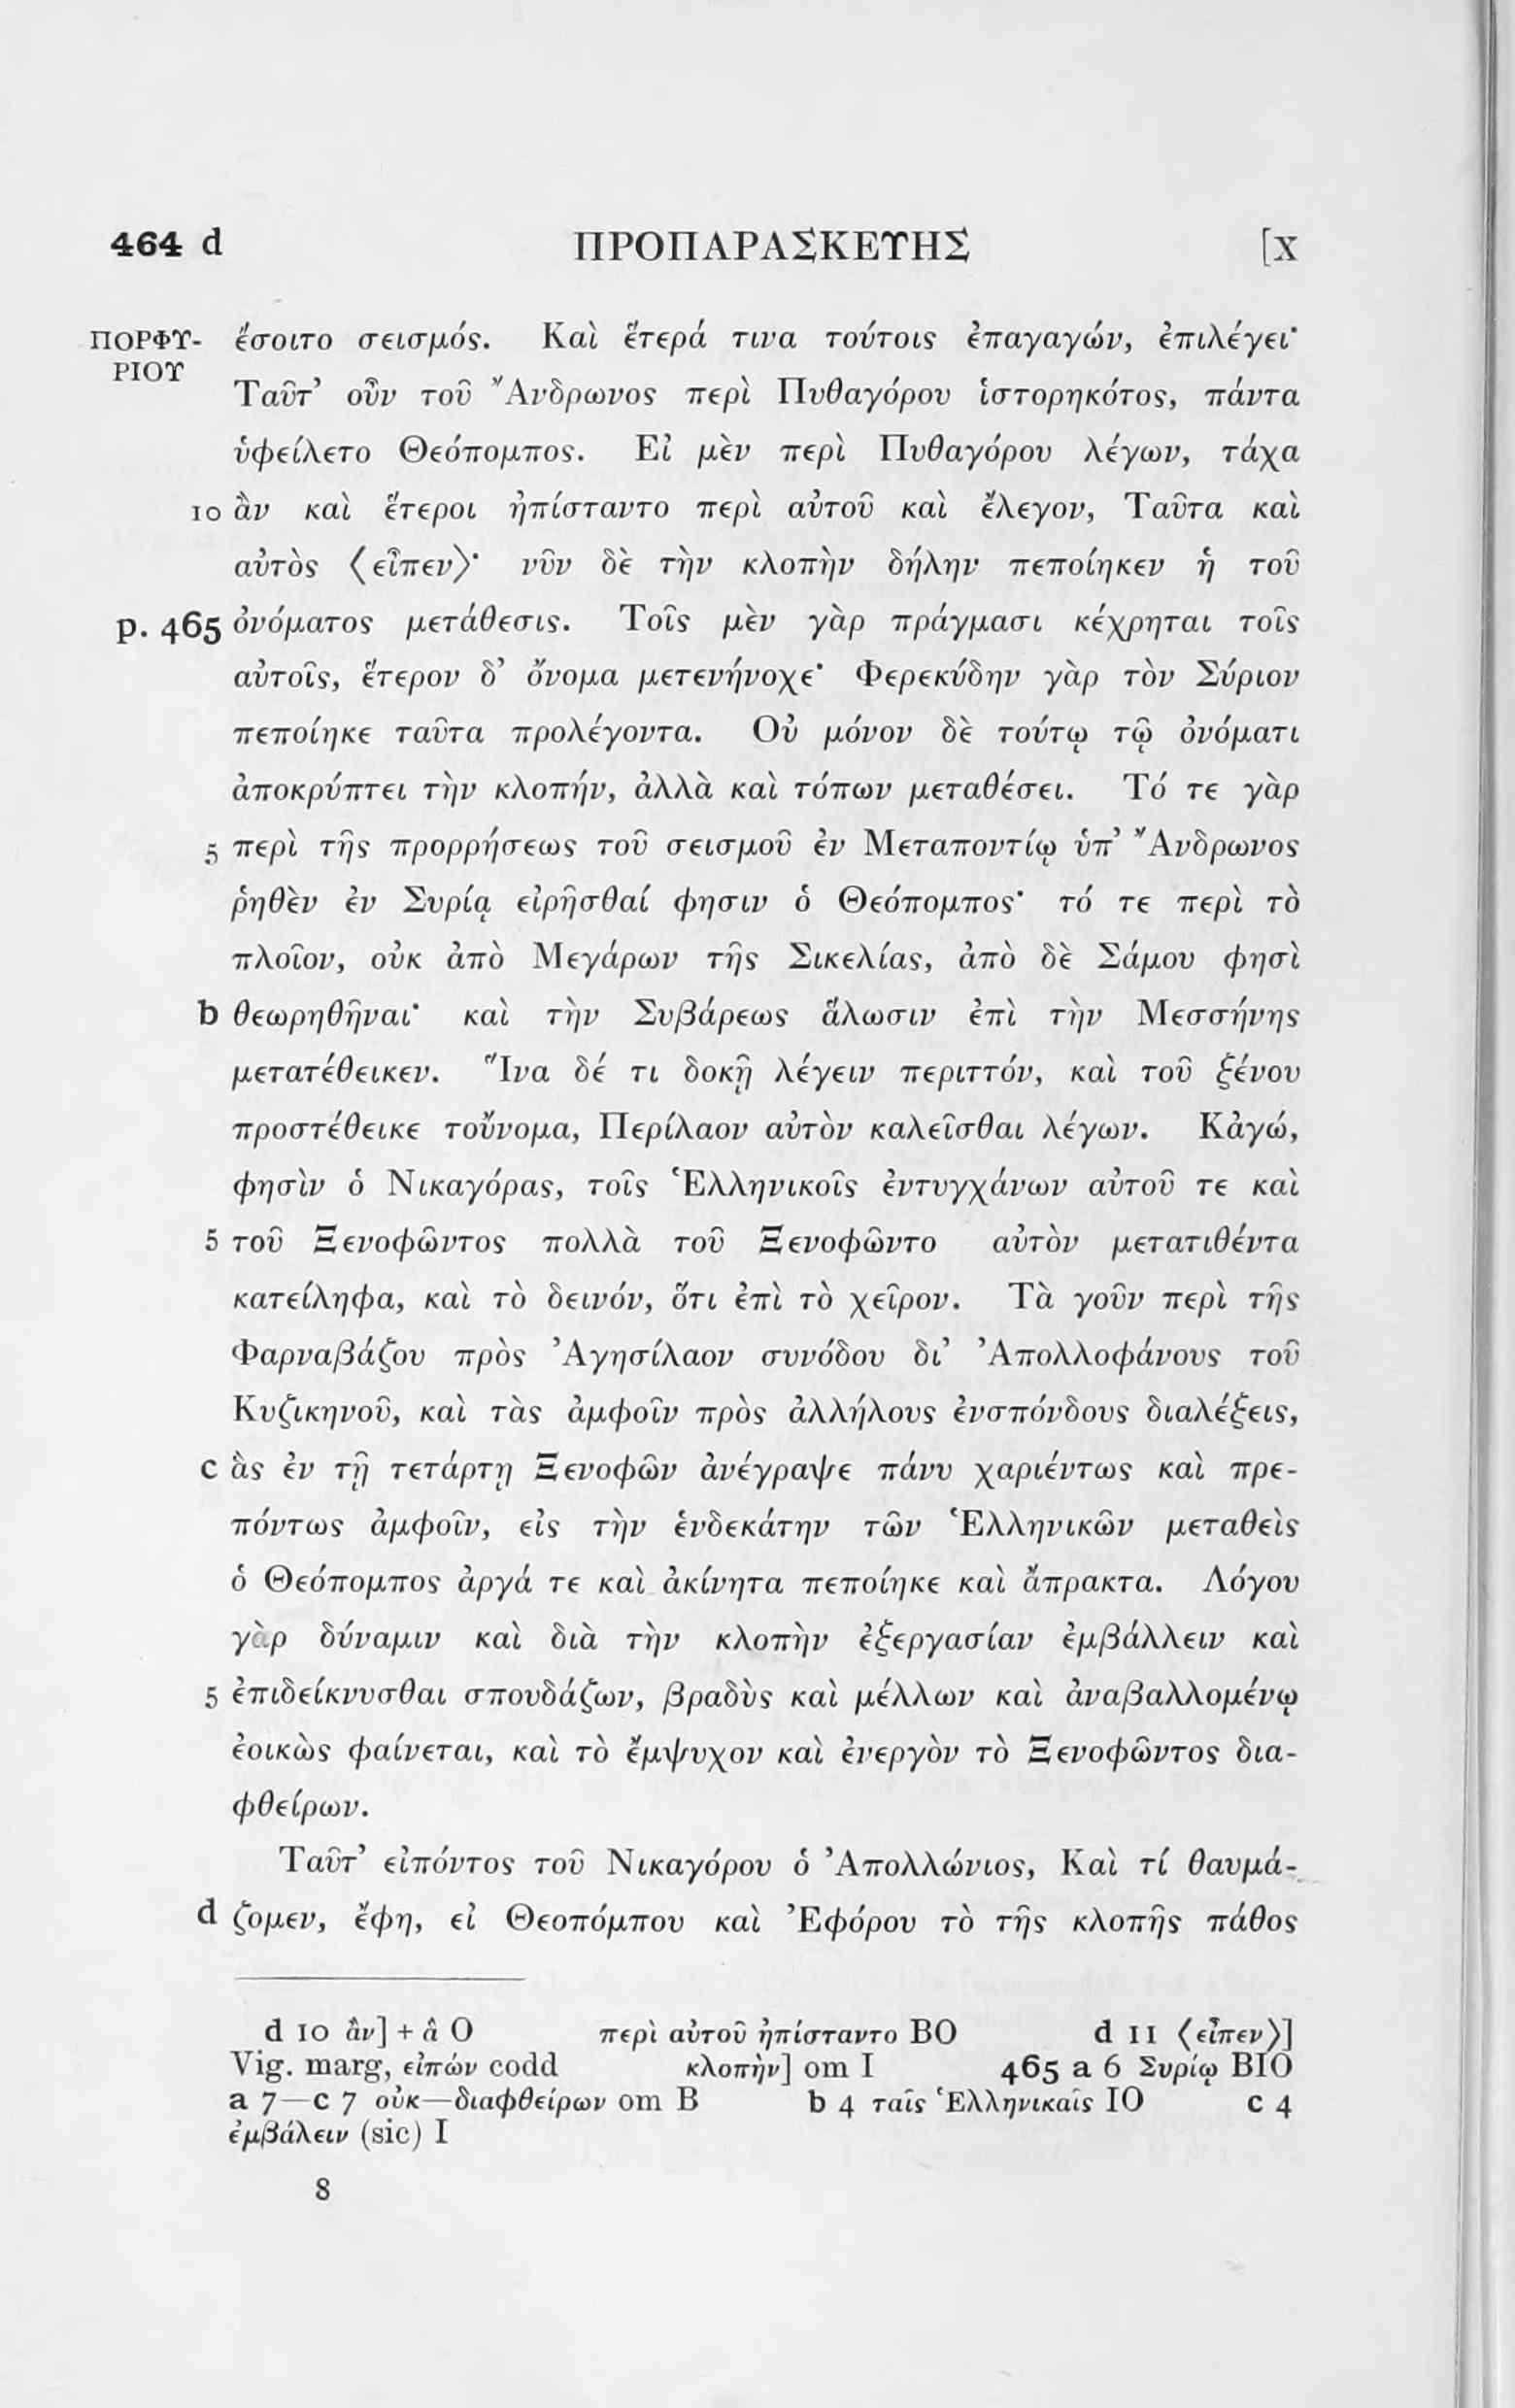 464 d ΠΡΟΠΑΡΑΣΚΕΥΗΣ [X
ΠΟΡΦΥ- ἔσοιτο σεισμός. Καὶ ἕτερά τινα τούτοις ἐπαγαγών, ἐπιλέγει·
ΡΙΟΥ
Ταῦτ’ οὖν τοῦ Ἄνδρωνος περὶ Πυθαγόρου ἱστορηκότος, πάντα
ὑφείλετο Θεόπομπος. Εἰ μὲν περὶ Πυθαγόρου λέγων, τάχα
10 ἂν καὶ ἕτεροι ἠπίσταντο περὶ αὐτοῦ καὶ ἔλεγον, Ταῦτα καὶ
αὐτὸς ⟨εἶπεν⟩· νῦν δὲ τὴν κλοπὴν δήλην πεποίηκεν ἡ τοῦ
p. 465 ὀνόματος μετάθεσις. Τοῖς μὲν γὰρ πράγμασι κέχρηται τοῖς
αὐτοῖς, ἕτερον δ’ ὄνομα μετενήνοχε· Φερεκύδην γὰρ τὸν Σύριον
πεποίηκε ταῦτα προλέγοντα. Οὐ μόνον δὲ τούτῳ τῷ ὀνόματι
ἀποκρύπτει τὴν κλοπήν, ἀλλὰ καὶ τόπων μεταθέσει. Τό τε γὰρ
5 περὶ τῆς προρρήσεως τοῦ σεισμοῦ ἐν Μεταποντίῳ ὑπ’ Ἄνδρωνος
ῥηθὲν ἐν Συρίᾳ εἰρῆσθαί φησιν ὁ Θεόπομπος· τό τε περὶ τὸ
πλοῖον, οὐκ ἀπὸ Μεγάρων τῆς Σικελίας, ἀπὸ δὲ Σάμου φησὶ
b θεωρηθῆναι· καὶ τὴν Συβάρεως ἅλωσιν ἐπὶ τὴν Μεσσήνης
μετατέθεικεν. Ἵνα δέ τι δοκῇ λέγειν περιττόν, καὶ τοῦ ξένου
προστέθεικε τοὔνομα, Περίλαον αὐτὸν καλεῖσθαι λέγων. Κἀγώ,
φησὶν ὁ Νικαγόρας, τοῖς Ἑλληνικοῖς ἐντυγχάνων αὐτοῦ τε καὶ
5 τοῦ Ξενοφῶντος πολλὰ τοῦ Ξενοφῶντο αὐτὸν μετατιθέντα
κατείληφα, καὶ τὸ δεινόν, ὅτι ἐπὶ τὸ χεῖρον. Τὰ γοῦν περὶ τῆς
Φαρναβάζου πρὸς Ἀγησίλαον συνόδου δι’ Ἀπολλοφάνους τοῦ
Κυζικηνοῦ, καὶ τὰς ἀμφοῖν πρὸς ἀλλήλους ἐνσπόνδους διαλέξεις,
c ἃς ἐν τῇ τετάρτῃ Ξενοφῶν ἀνέγραψε πάνυ χαριέντως καὶ πρε-
πόντως ἀμφοῖν, εἰς τὴν ἑνδεκάτην τῶν Ἑλληνικῶν μεταθεὶς
ὁ Θεόπομπος ἀργά τε καὶ ἀκίνητα πεποίηκε καὶ ἄπρακτα. Λόγου
γὰρ δύναμιν καὶ διὰ τὴν κλοπὴν ἐξεργασίαν ἐμβάλλειν καὶ
5 ἐπιδείκνυσθαι σπουδάζων, βραδὺς καὶ μέλλων καὶ ἀναβαλλομένῳ
ἐοικὼς φαίνεται, καὶ τὸ ἔμψυχον καὶ ἐνεργὸν τὸ Ξενοφῶντος δια-
φθείρων.
Ταῦτ’ εἰπόντος τοῦ Νικαγόρου ὁ Ἀπολλώνιος, Καὶ τί θαυμά-
d ζομεν, ἔφη, εἰ Θεοπόμπου καὶ Ἐφόρου τὸ τῆς κλοπῆς πάθος
d 10 ἂν] + ἃ O περὶ αὐτοῦ ἠπίσταντο BO d 11 ⟨εἶπεν⟩]
Vig. marg, εἰπών codd κλοπὴν] om I 465 a 6 Συρίῳ BIO
a 7—c 7 οὐκ—διαφθείρων om B b 4 ταῖς Ἑλληνικαῖς IO c 4
ἐμβάλειν (sic) I
8